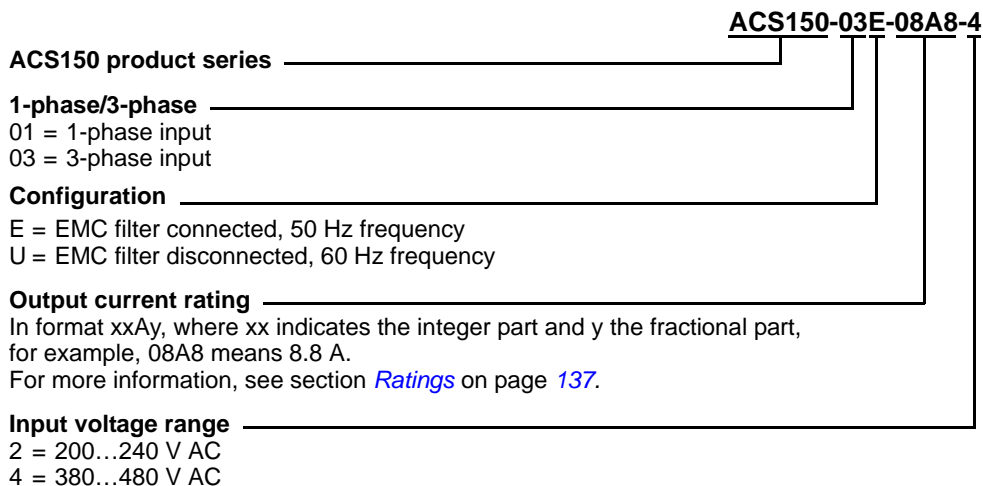 ACS150-03E-08A8-4
ACS150 product series
1-phase/3-phase
01 = 1-phase input
03 = 3-phase input
Configuration
E = EMC filter connected, 50 Hz frequency
U = EMC filter disconnected, 60 Hz frequency
Output current rating
In format xxAy, where xx indicates the integer part and y the fractional part,
for example, 08A8 means 8.8 A.
For more information, see section Ratings on page 137.
Input voltage range
2 = 200…240 V AC
4 = 380…480 V AC